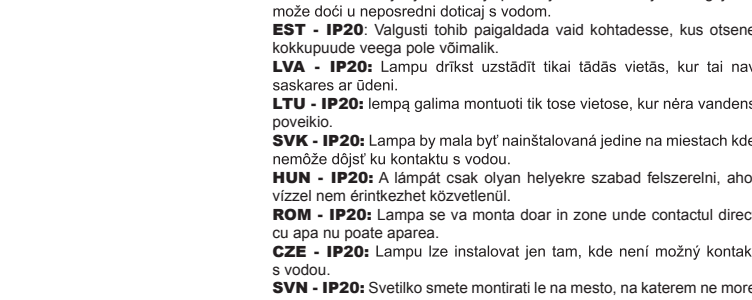 može doći u neposredni doticaj s vodom.
EST - IP20: Valgusti tohib paigaldada vaid kohtadesse, kus otsene
kokkupuude veega pole võimalik.
LVA - IP20: Lampu drīkst uzstādīt tikai tādās vietās, kur tai nav
saskares ar ūdeni.
LTU - IP20: lempą galima montuoti tik tose vietose, kur nėra vandens
poveikio.
SVK - IP20: Lampa by mala byť nainštalovaná jedine na miestach kde
nemôže dôjsť ku kontaktu s vodou.
HUN - IP20: A lámpát csak olyan helyekre szabad felszerelni, aho
vízzel nem érintkezhet közvetlenül.
ROM - IP20: Lampa se va monta doar in zone unde contactul direc
cu apa nu poate aparea.
CZE - IP20: Lampu lze instalovat jen tam, kde není možný kontak
s vodou.
SVN - IP20: Svetilko smete montirati le na mesto, na katerem ne more